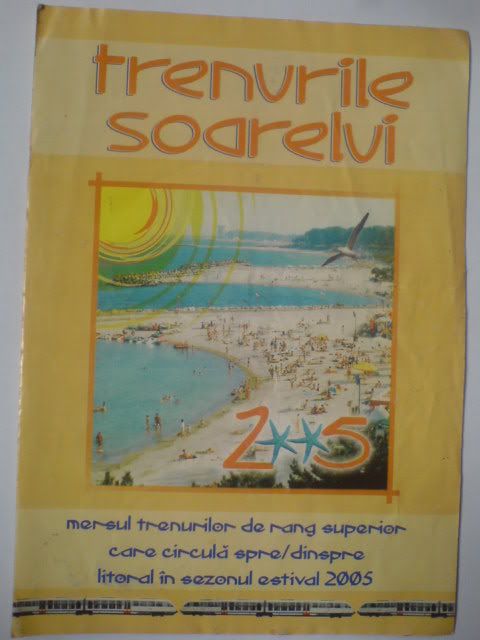 trenurile
soarelui
2005
mersul trenurilor de rang superior
care circulă spre/dinspre
litoral în sezonul estival 2005